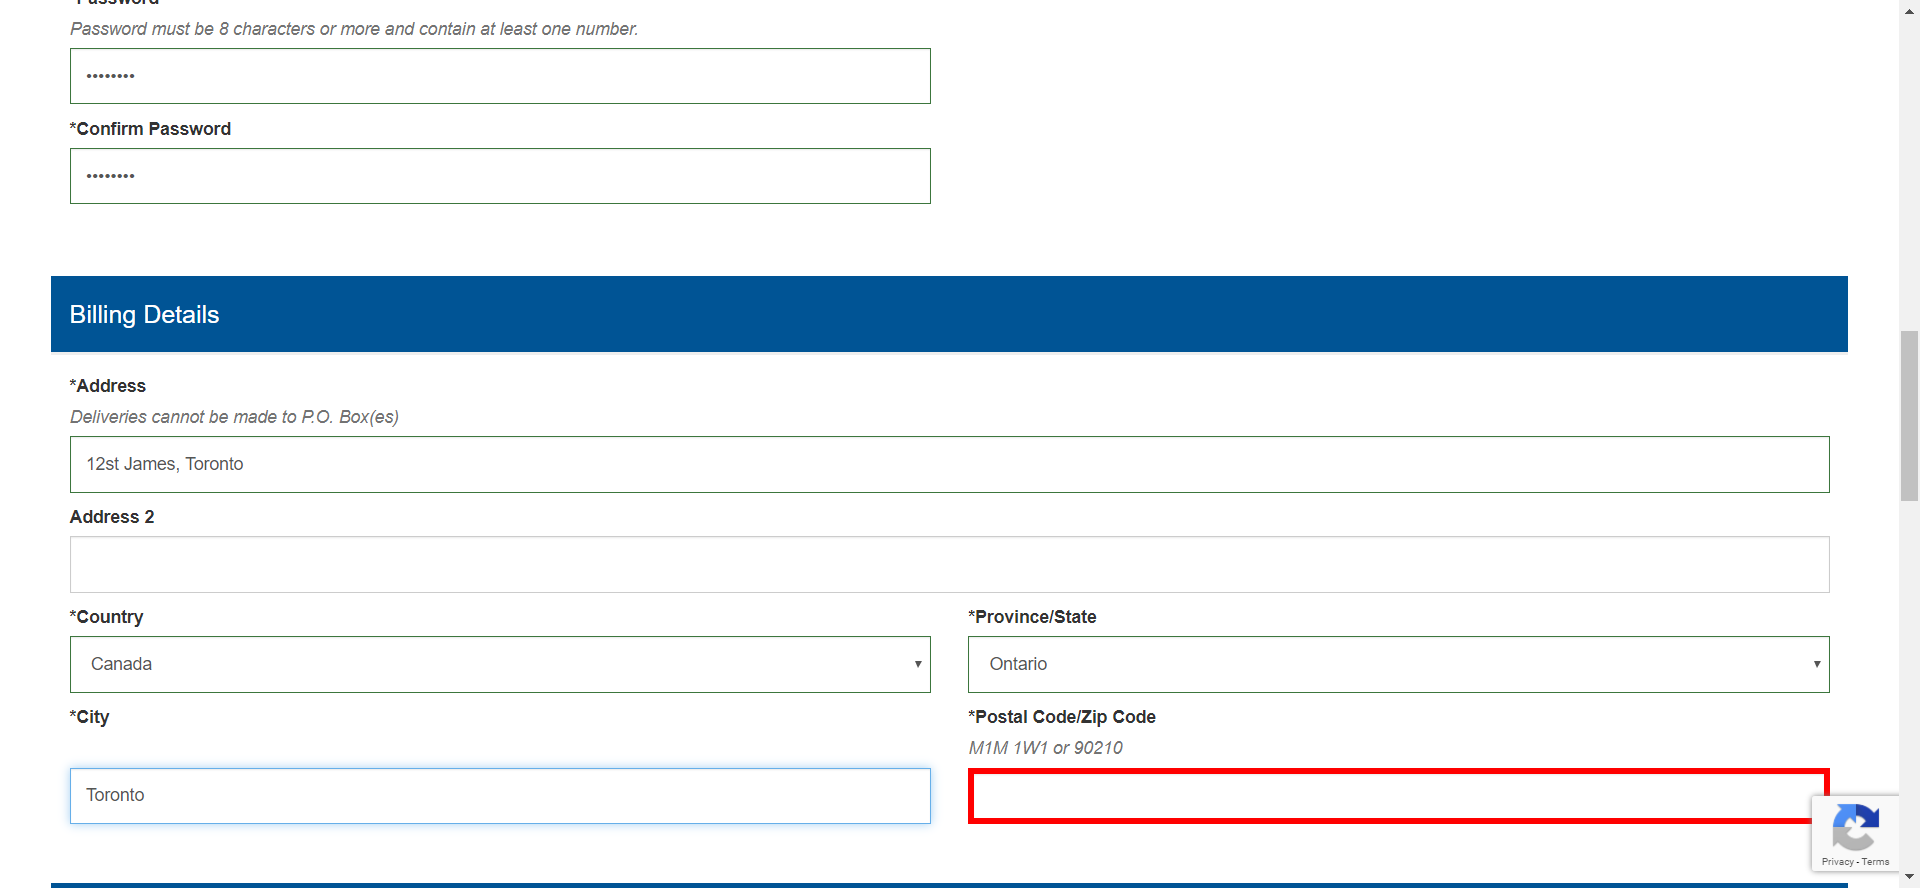 *Password
Password must be 8 characters or more and contain at least one number.
••••••••
*Confirm Password
••••••••
Billing Details
*Address
Deliveries cannot be made to P.O. Box(es)
12st James, Toronto
Address 2
*Country
*Province/State
Canada
Ontario
*City
*Postal Code/Zip Code
M1M 1W1 or 90210
Toronto
Privacy - Terms